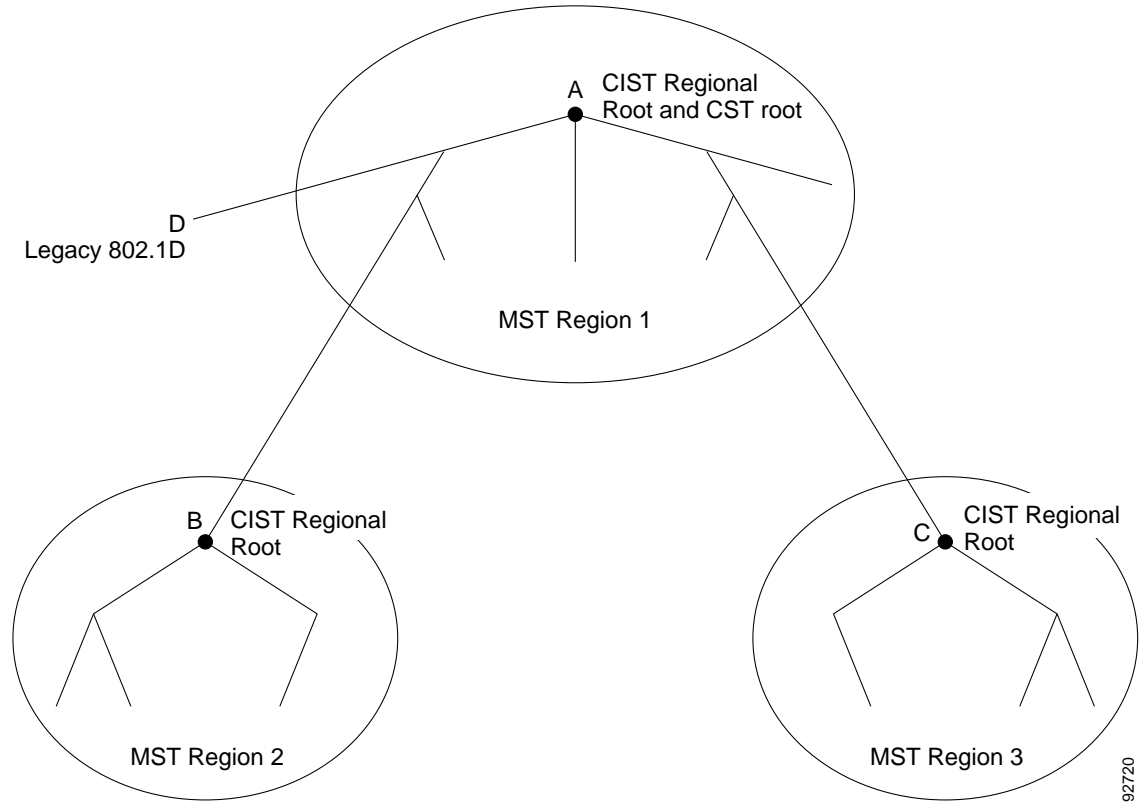 A
CIST Regional
Root and CST root
D
Legacy 802.1D
MST Region 1
B
CIST Regional
Root
C
CIST Regional
Root
MST Region 2
MST Region 3
92720